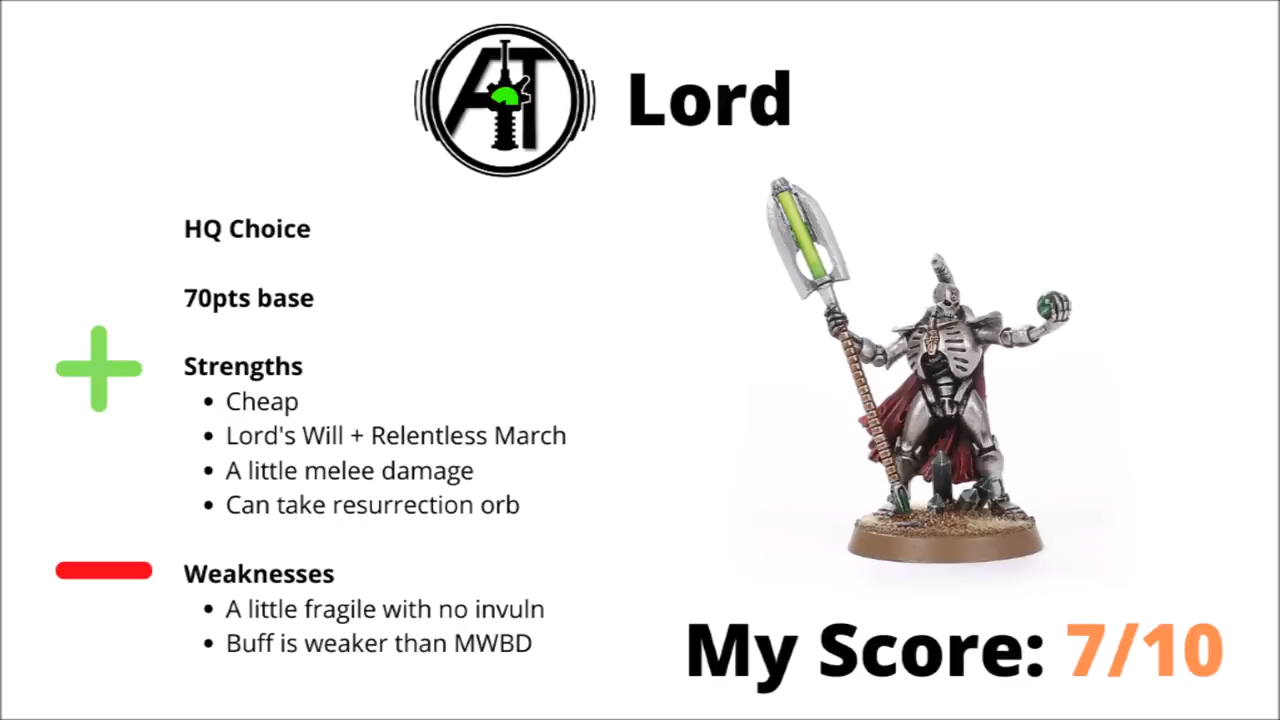 AT
Lord
HQ Choice
70pts base
Strengths
Cheap
Lord's Will + Relentless March
A little melee damage
Can take resurrection orb
Weaknesses
A little fragile with no invuln
Buff is weaker than MWBD
My Score: 7/10